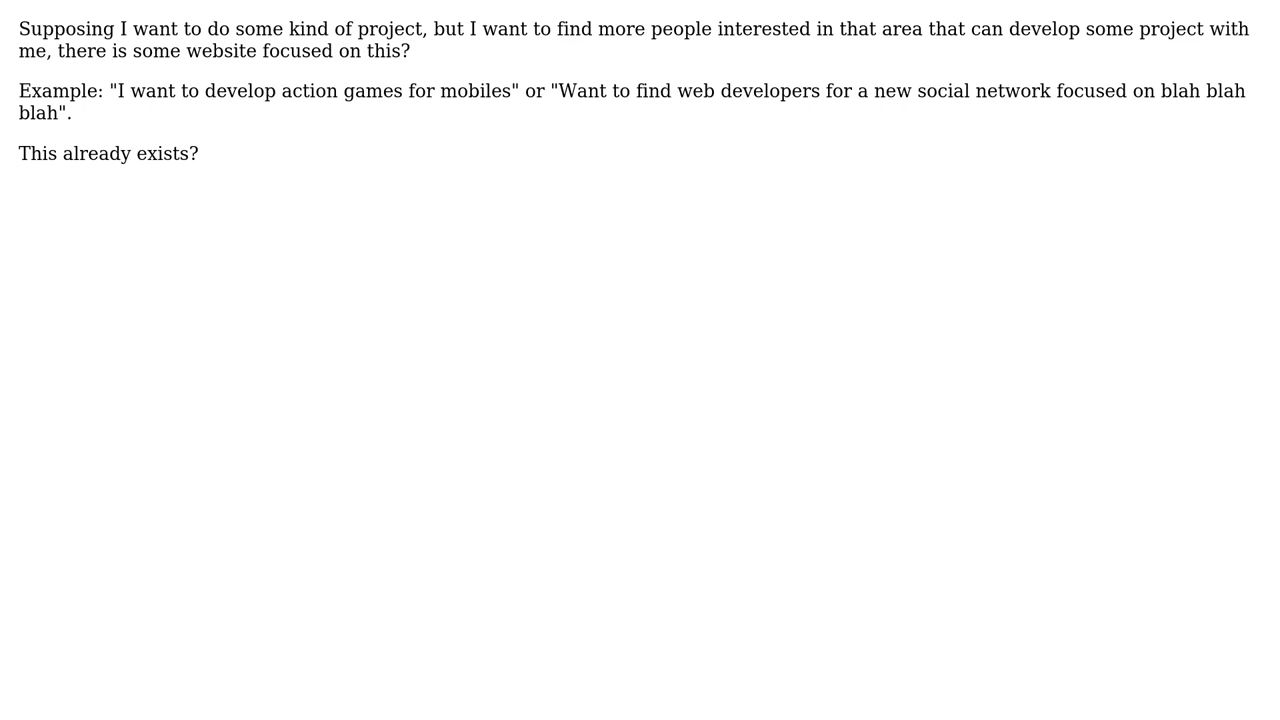 Supposing I want to do some kind of project, but I want to find more people interested in that area that can develop some project with
me, there is some website focused on this?
Example: "I want to develop action games for mobiles" or "Want to find web developers for a new social network focused on blah blah
blah".
This already exists?